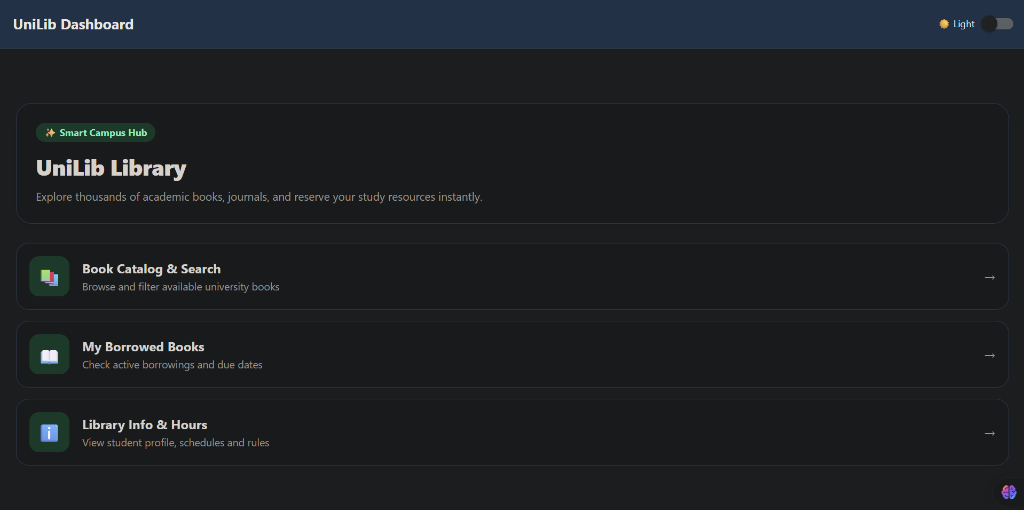 UniLib Dashboard
☀️ Light
✨ Smart Campus Hub
UniLib Library
Explore thousands of academic books, journals, and reserve your study resources instantly.
Book Catalog & Search
Browse and filter available university books
→
My Borrowed Books
Check active borrowings and due dates
→
Library Info & Hours
View student profile, schedules and rules
→